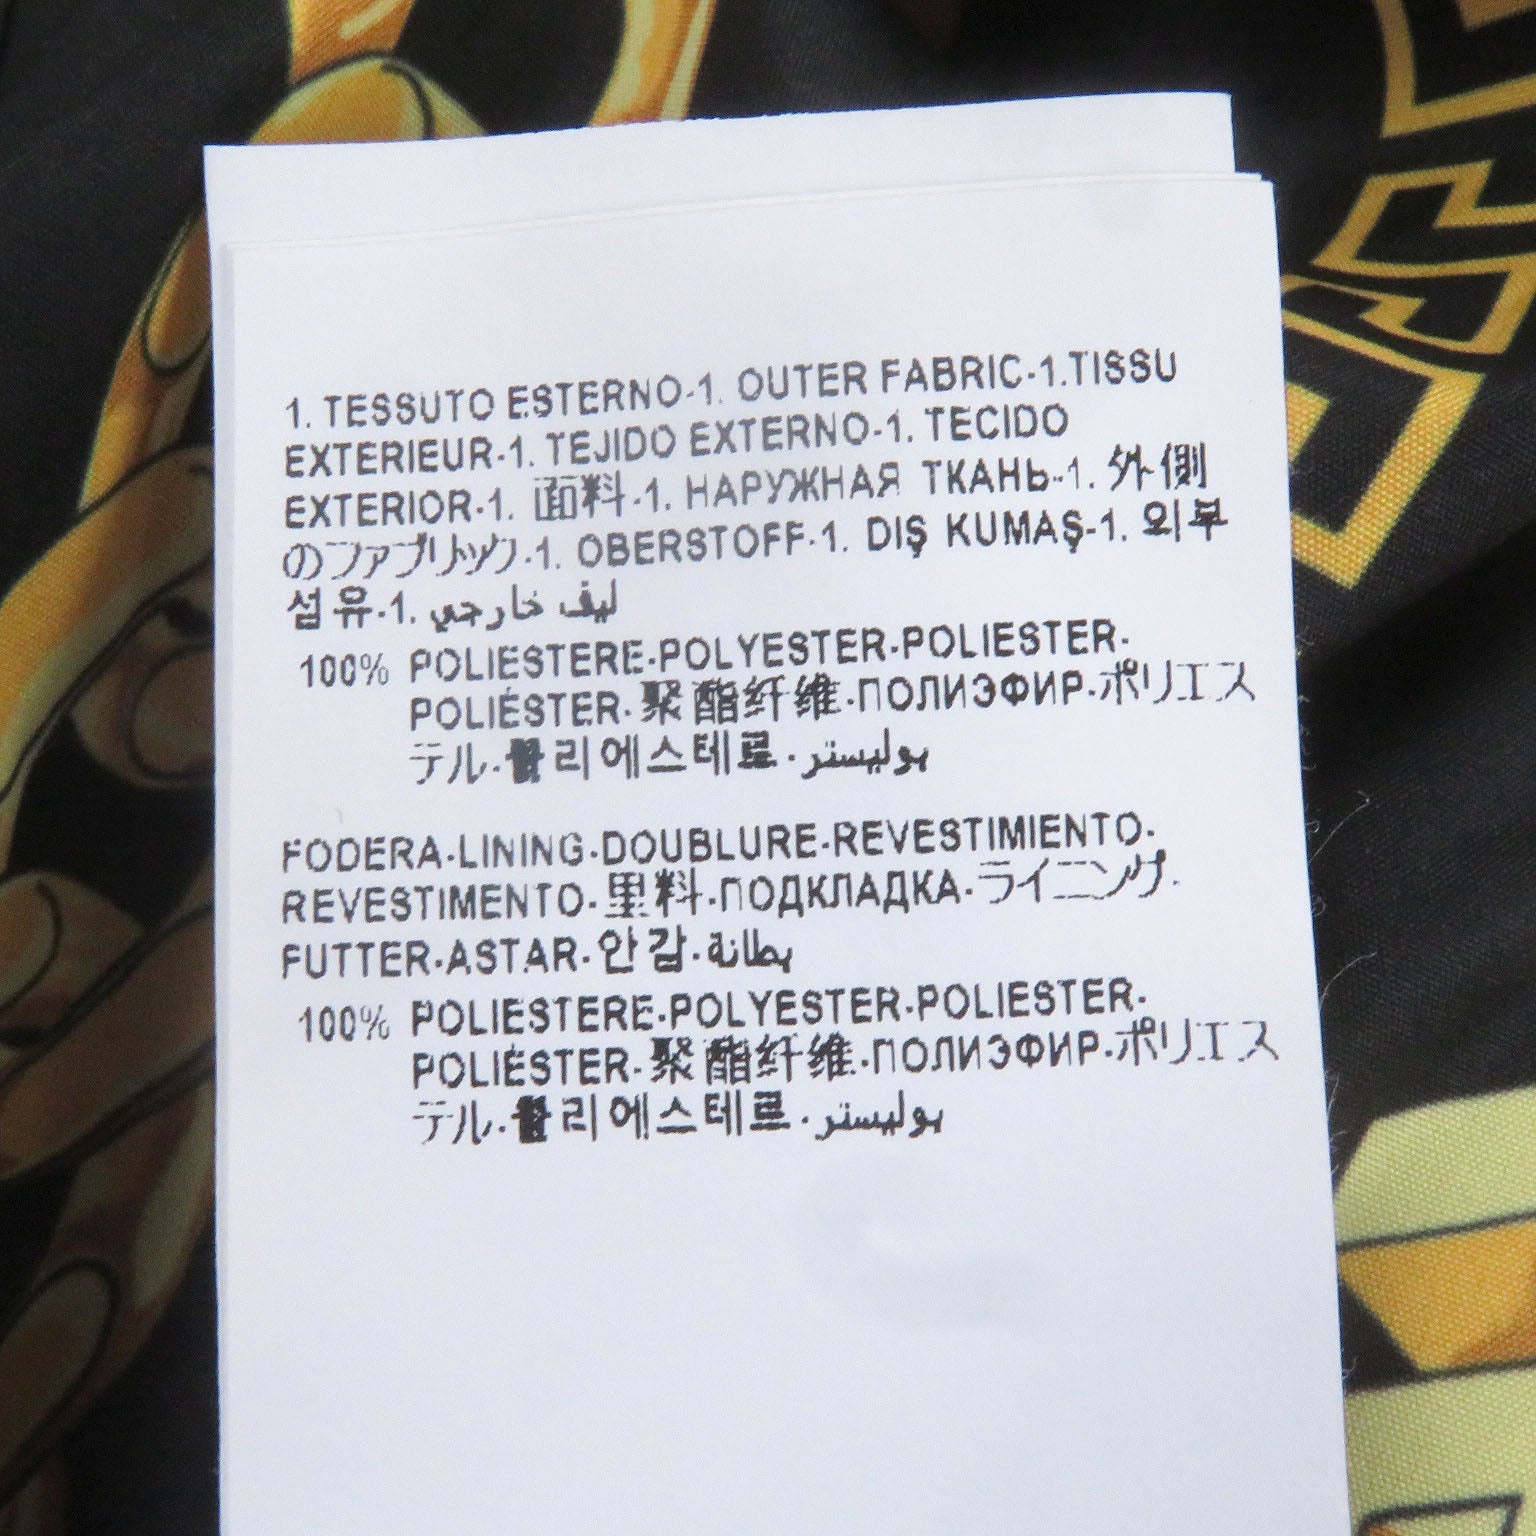 1. TESSUTO ESTERNO-1. OUTER FABRIC-1.TISSU
EXTERIEUR-1. TEJIDO EXTERNO-1. TECIDO
EXTERIOR-1. 面料-1. НАРУЖНАЯ ТКАНЬ-1. 外側
のファブリック-1. OBERSTOFF-1. DIŞ KUMAŞ-1. 외부
섬유-1. ليف خارجي
100% POLIESTERE-POLYESTER-POLIESTER-
POLIÉSTER-聚酯纤维-ПОЛИЭФИР-ポリエス
テル-폴리에스테르-بوليستر
FODERA-LINING-DOUBLURE-REVESTIMIENTO-
REVESTIMENTO-里料-ПОДКЛАДКА-ライニング-
FUTTER-ASTAR-안감-بطانة
100% POLIESTERE-POLYESTER-POLIESTER-
POLIÉSTER-聚酯纤维-ПОЛИЭФИР-ポリエス
テル-폴리에스테르-بوليستر